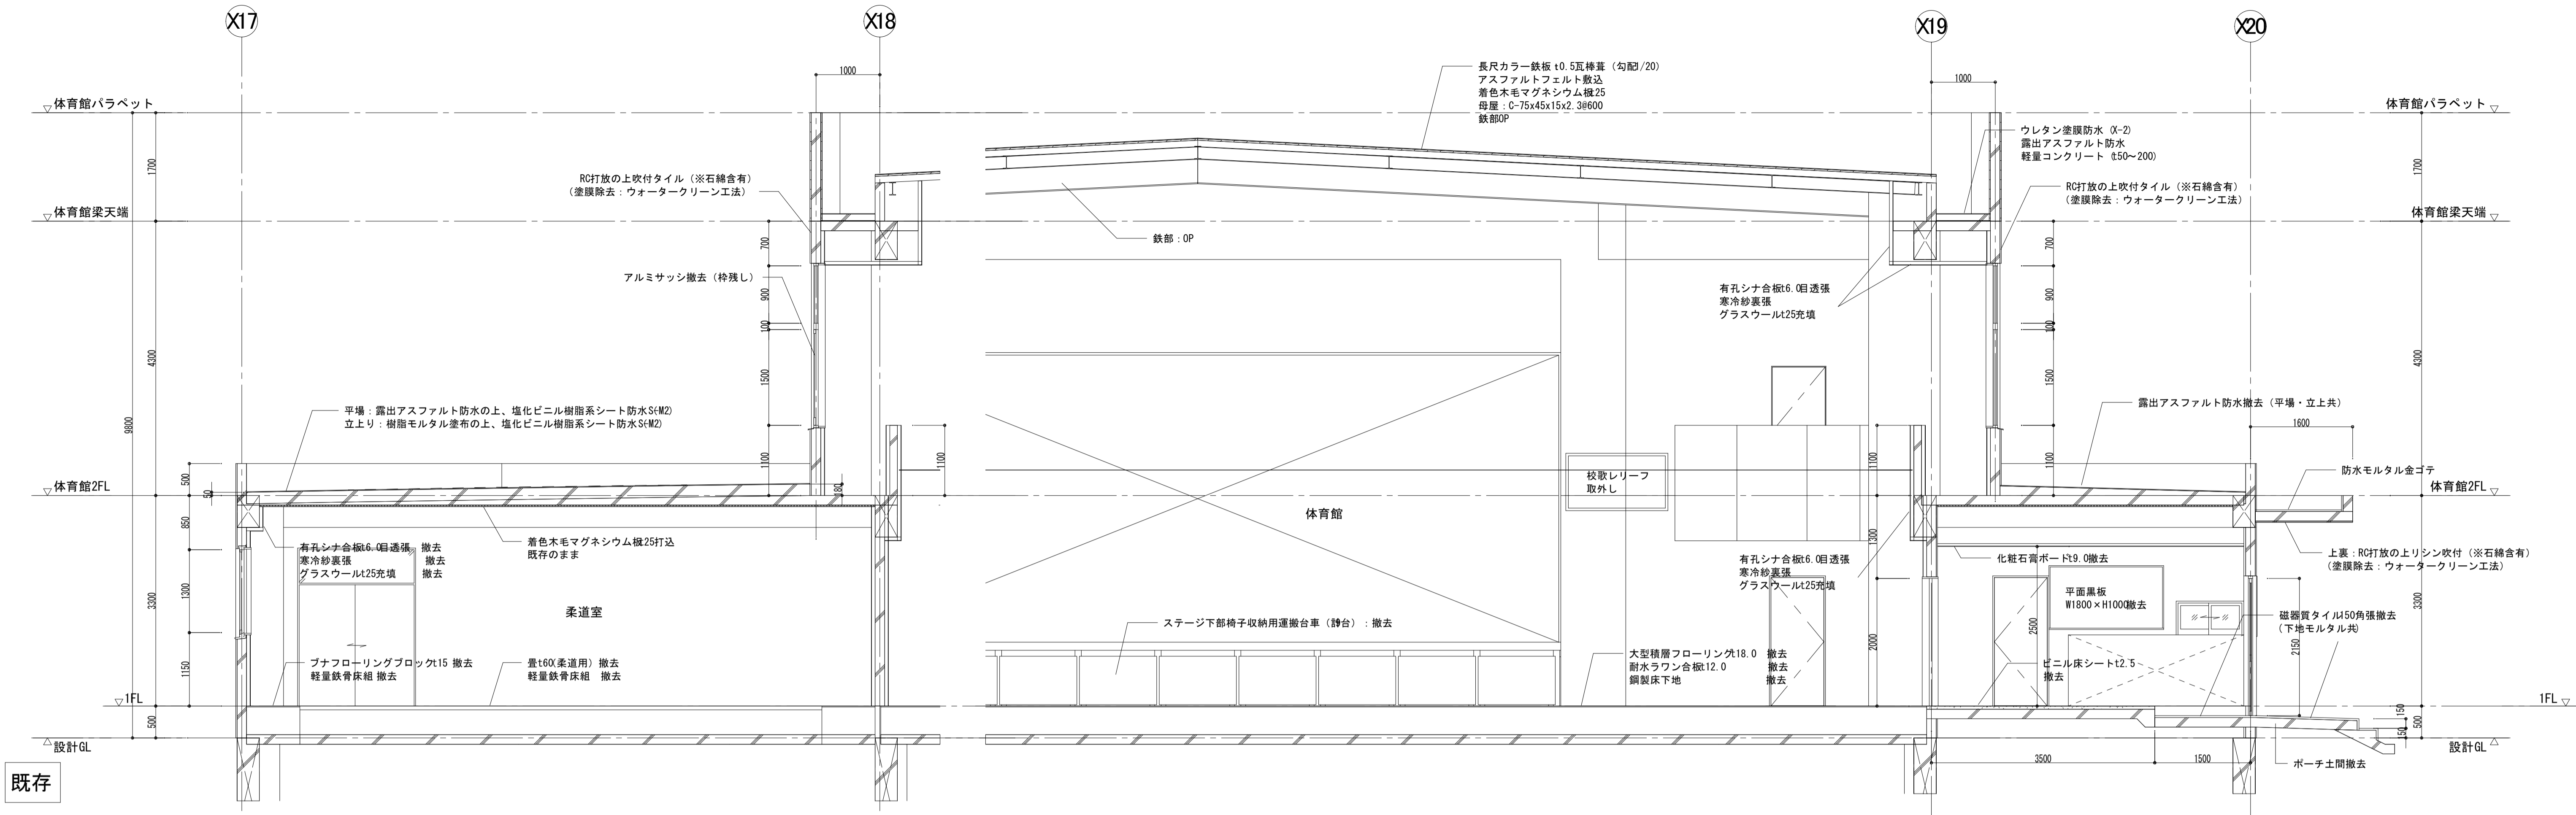 X17
X18
X19
X20
1000
1000
体育館パラペット
体育館パラペット
長尺カラー鉄板 t0.5瓦棒葺（勾配1/20）
アスファルトフェルト敷込
着色木毛マグネシウム板t25
母屋：C-75x45x15x2.3@600
鉄部OP
ウレタン塗膜防水（X-2）
露出アスファルト防水
軽量コンクリート（t50～200）
1700
1700
RC打放の上吹付タイル（※石綿含有）
（塗膜除去：ウォータークリーン工法）
RC打放の上吹付タイル（※石綿含有）
（塗膜除去：ウォータークリーン工法）
体育館梁天端
体育館梁天端
鉄部：OP
700
700
アルミサッシ撤去（枠残し）
900
900
有孔シナ合板t6.0目透張
寒冷紗裏張
グラスウールt25充填
100
100
4300
4300
1500
1500
9800
平場：露出アスファルト防水の上、塩化ビニル樹脂系シート防水(S-M2)
立上り：樹脂モルタル塗布の上、塩化ビニル樹脂系シート防水(S-M2)
露出アスファルト防水撤去（平場・立上共）
1600
1100
1100
1100
1100
500
50
180
校歌レリーフ
取外し
防水モルタル金ゴテ
体育館2FL
体育館2FL
体育館
850
有孔シナ合板t6.0目透張　撤去
寒冷紗裏張　撤去
グラスウールt25充填　撤去
着色木毛マグネシウム板t25打込
既存のまま
1300
有孔シナ合板t6.0目透張
寒冷紗裏張
グラスウールt25充填
化粧石膏ボードt9.0撤去
上裏：RC打放の上リシン吹付（※石綿含有）
（塗膜除去：ウォータークリーン工法）
1300
3300
3300
柔道室
平面黒板
W1800×H1000撤去
磁器質タイル150角張撤去
（下地モルタル共）
ステージ下部椅子収納用運搬台車（計9台）：撤去
2000
2500
2150
1150
ブナフローリングブロックt15 撤去
軽量鉄骨床組 撤去
畳t60(柔道用) 撤去
軽量鉄骨床組　撤去
大型積層フローリングt18.0　撤去
耐水ラワン合板t12.0　撤去
鋼製床下地　撤去
ビニル床シートt2.5
撤去
1FL
1FL
500
150
150
500
設計GL
設計GL
3500
1500
ポーチ土間撤去
既存